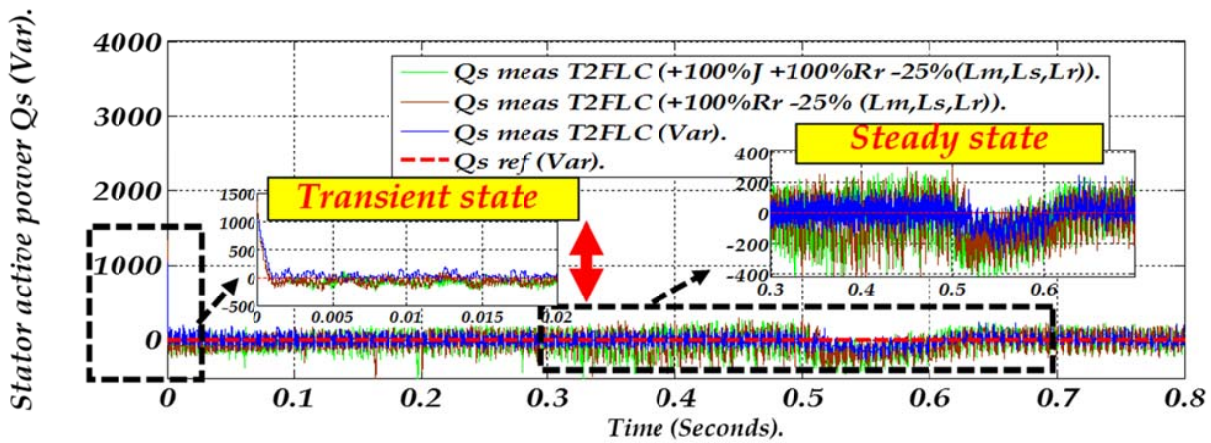 Stator active power Qs (Var).
4000
3000
2000
1000
0
Qs meas T2FLC (+100%J +100%Rr -25%(Lm,Ls,Lr)).
Qs meas T2FLC (+100%Rr -25% (Lm,Ls,Lr)).
Qs meas T2FLC (Var).
Qs ref (Var).
Transient state
1500
1000
500
0
-500
0 0.005 0.01 0.015 0.02
Steady state
400
200
0
-200
-400
0.3 0.4 0.5 0.6
0 0.1 0.2 0.3 0.4 0.5 0.6 0.7 0.8
Time (Seconds).